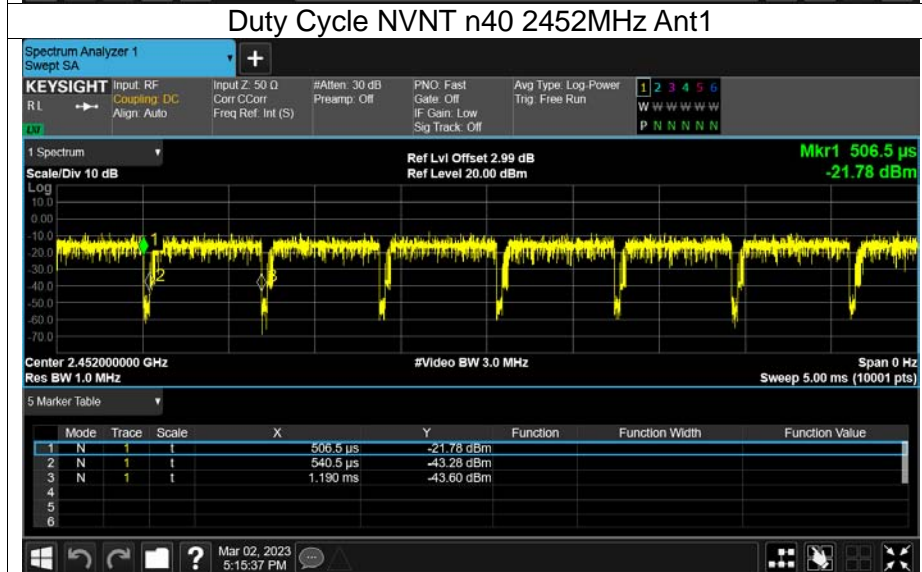 Duty Cycle NVNT n40 2452MHz Ant1
Spectrum Analyzer 1
Swept SA
+
KEYSIGHT Input: RF Input Z: 50 Ω #Atten: 30 dB PNO: Fast Avg Type: Log-Power 1 2 3 4 5 6
RL Coupling: DC Corr CCorr Preamp: Off Gate: Off Trig: Free Run W W W W W W
Align: Auto Freq Ref: Int (S) IF Gain: Low
LXI Sig Track: Off P N N N N N
1 Spectrum Ref Lvl Offset 2.99 dB Mkr1 506.5 µs
Scale/Div 10 dB Ref Level 20.00 dBm -21.78 dBm
Log
10.0
0.00
-10.0
1
-20.0
-30.0
2 3
-40.0
-50.0
-60.0
-70.0
Center 2.452000000 GHz #Video BW 3.0 MHz Span 0 Hz
Res BW 1.0 MHz Sweep 5.00 ms (10001 pts)
5 Marker Table
Mode Trace Scale X Y Function Function Width Function Value
1 N 1 t 506.5 µs -21.78 dBm
2 N 1 t 540.5 µs -43.28 dBm
3 N 1 t 1.190 ms -43.60 dBm
4
5
6
? Mar 02, 2023
5:15:37 PM